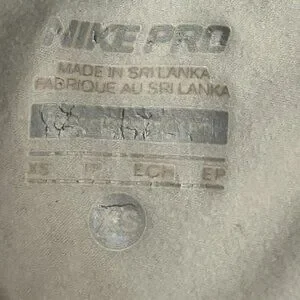 NIKE PRO
MADE IN SRI LANKA
FABRIQUE AU SRI LANKA
XS ECH EP
XS